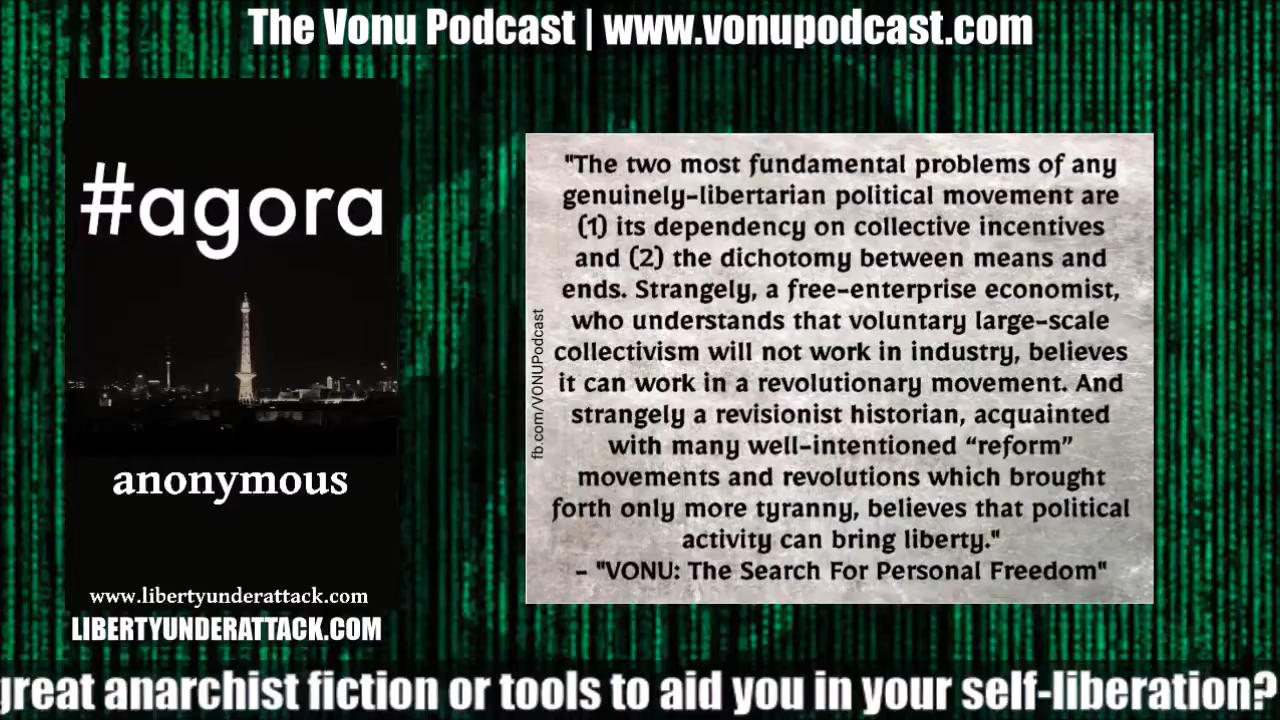 The Vonu Podcast | www.vonupodcast.com
#agora
anonymous
www.libertyunderattack.com
LIBERTYUNDERATTACK.COM
fb.com/VONUPodcast
"The two most fundamental problems of any
genuinely-libertarian political movement are
(1) its dependency on collective incentives
and (2) the dichotomy between means and
ends. Strangely, a free-enterprise economist,
who understands that voluntary large-scale
collectivism will not work in industry, believes
it can work in a revolutionary movement. And
strangely a revisionist historian, acquainted
with many well-intentioned “reform”
movements and revolutions which brought
forth only more tyranny, believes that political
activity can bring liberty."
- "VONU: The Search For Personal Freedom"
great anarchist fiction or tools to aid you in your self-liberation?